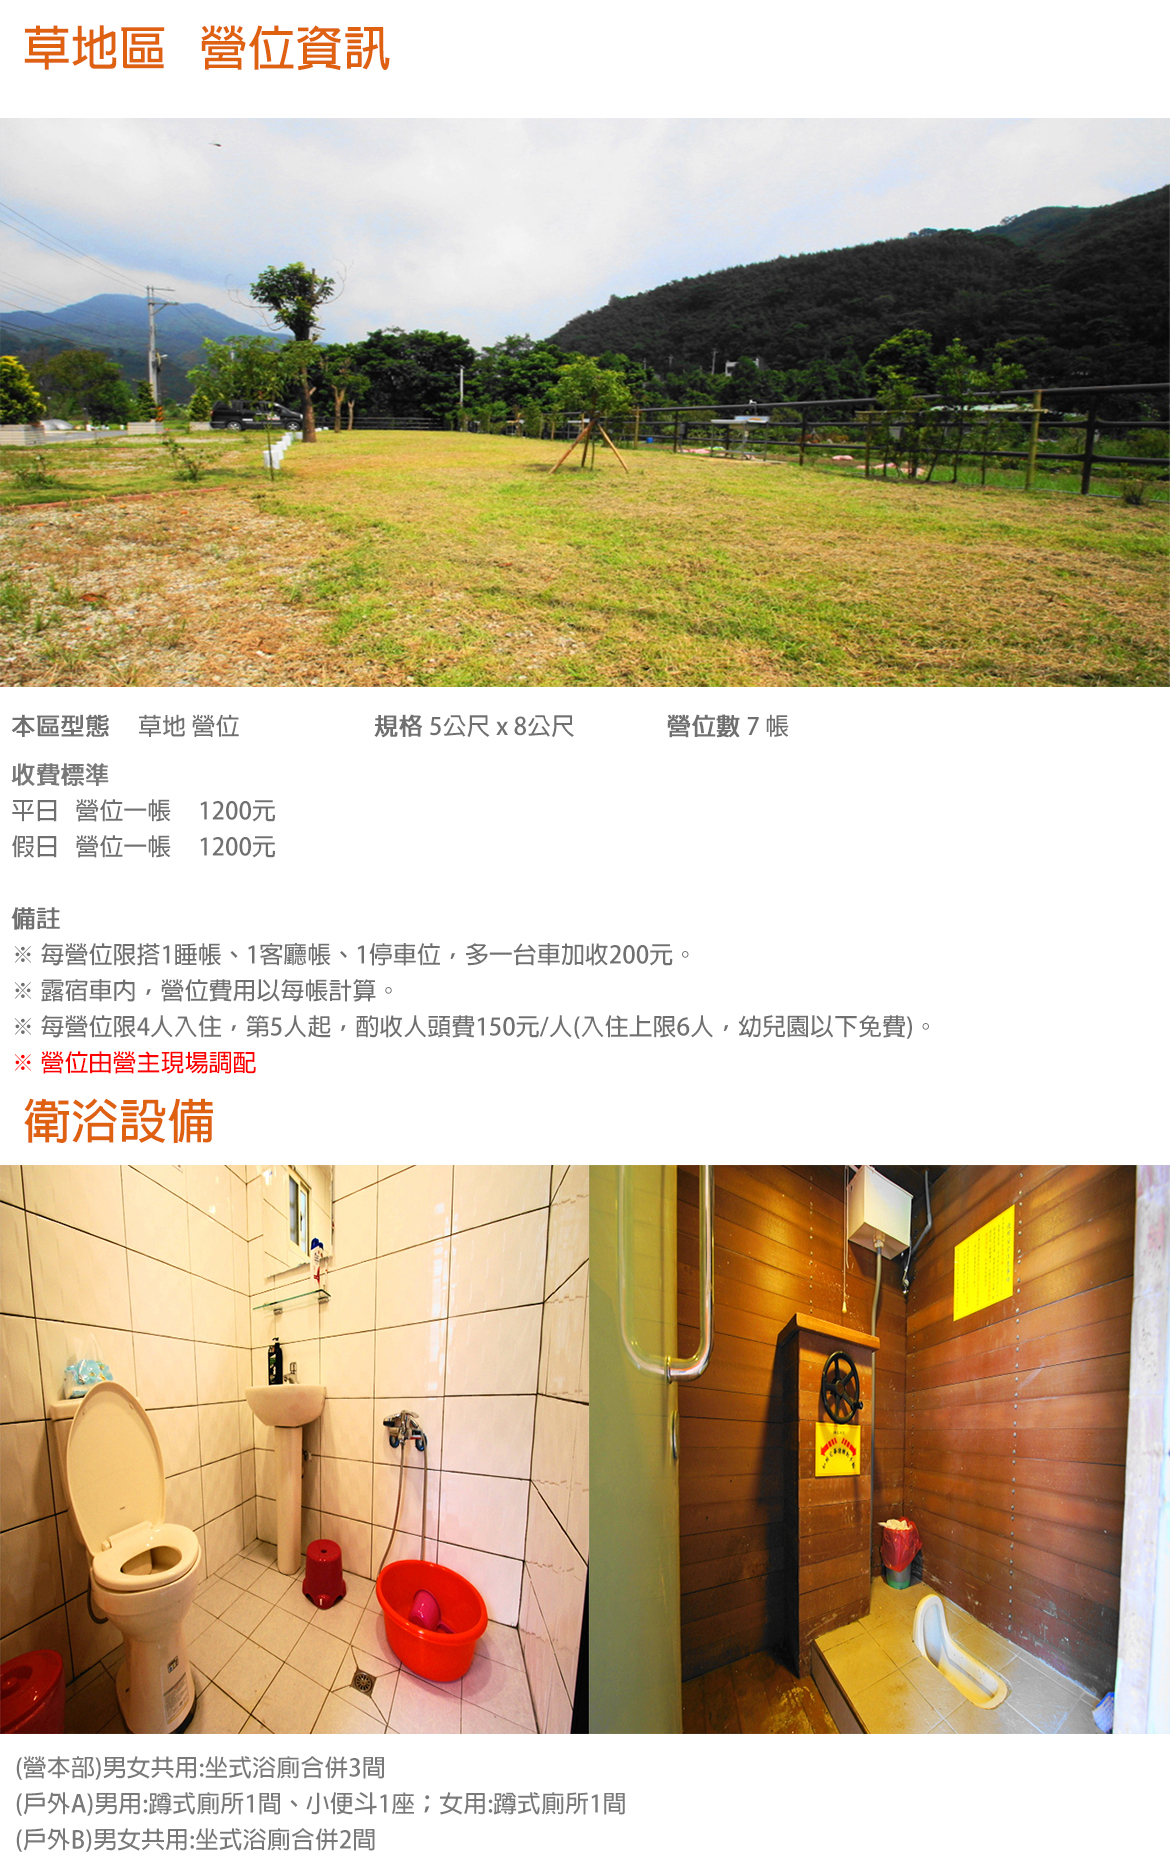 草地區 營位資訊
本區型態 草地 營位 規格 5公尺 x 8公尺 營位數 7 帳
收費標準
平日 營位一帳 1200元
假日 營位一帳 1200元
備註
※ 每營位限搭1睡帳、1客廳帳、1停車位，多一台車加收200元。
※ 露宿車內，營位費用以每帳計算。
※ 每營位限4人入住，第5人起，酌收人頭費150元/人(入住上限6人，幼兒園以下免費)。
※ 營位由營主現場調配
衛浴設備
(營本部)男女共用:坐式浴廁合併3間
(戶外A)男用:蹲式廁所1間、小便斗1座；女用:蹲式廁所1間
(戶外B)男女共用:坐式浴廁合併2間